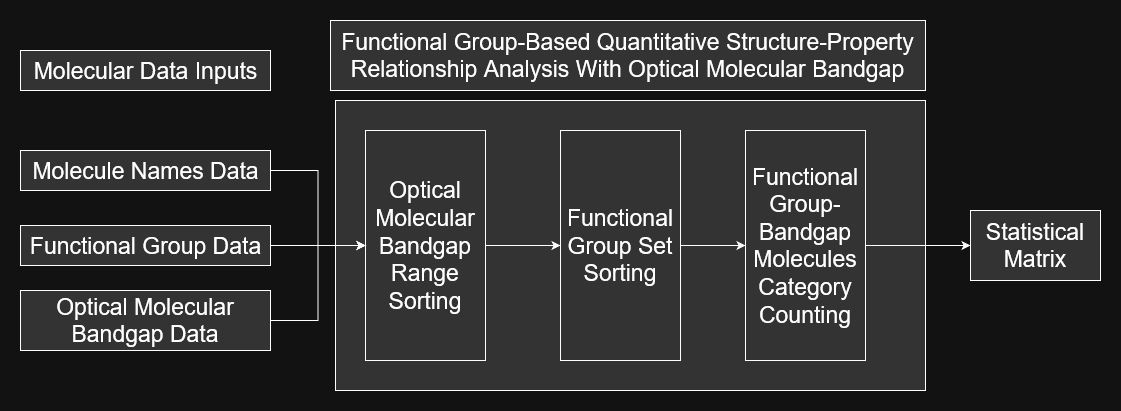 Molecular Data Inputs
Functional Group-Based Quantitative Structure-Property
Relationship Analysis With Optical Molecular Bandgap
Molecule Names Data
Functional Group Data
Optical Molecular
Bandgap Data
Optical
Molecular
Bandgap
Range
Sorting
Functional
Group Set
Sorting
Functional
Group-
Bandgap
Molecules
Category
Counting
Statistical
Matrix